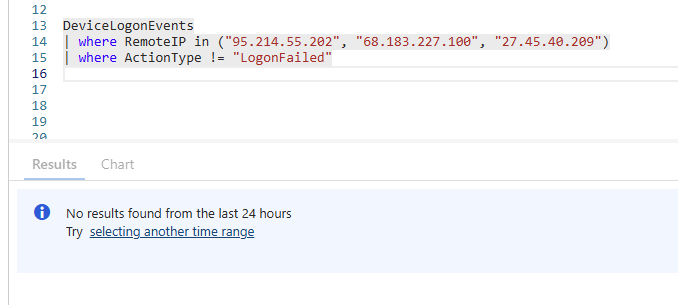 12
13 DeviceLogonEvents
14 | where RemoteIP in ("95.214.55.202", "68.183.227.100", "27.45.40.209")
15 | where ActionType != "LogonFailed"
16
17
18
19
20
Results Chart
No results found from the last 24 hours
Try selecting another time range